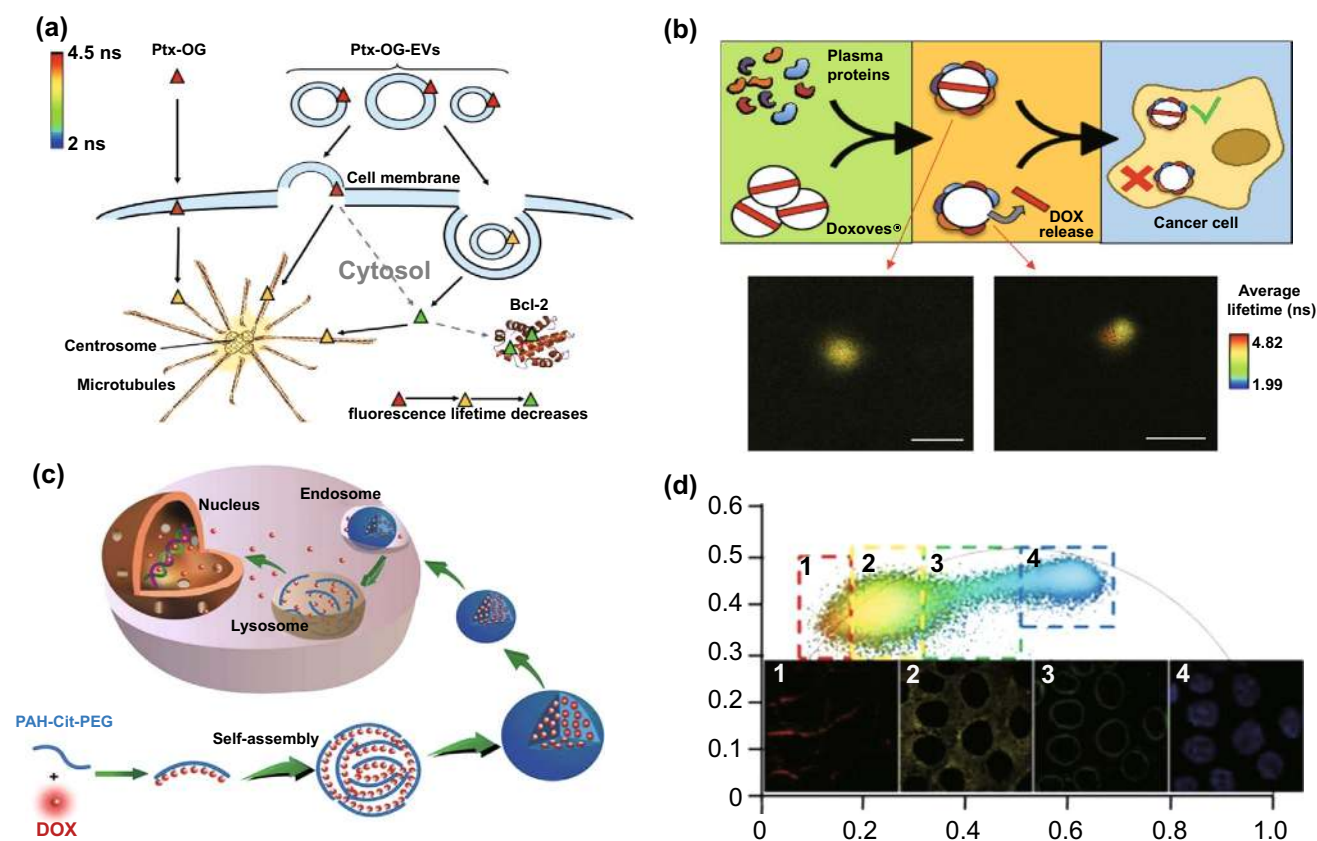 (a)
4.5 ns
2 ns
Ptx-OG
Ptx-OG-EVs
Cell membrane
Cytosol
Bcl-2
Centrosome
Microtubules
fluorescence lifetime decreases
(b)
Plasma
proteins
Doxoves®
DOX
release
Cancer cell
Average
lifetime (ns)
4.82
1.99
(c)
Nucleus
Endosome
Lysosome
PAH-Cit-PEG
+
DOX
Self-assembly
(d)
0.6
0.5
0.4
0.3
0.2
0.1
0
1
2
3
4
1
2
3
4
0
0.2
0.4
0.6
0.8
1.0